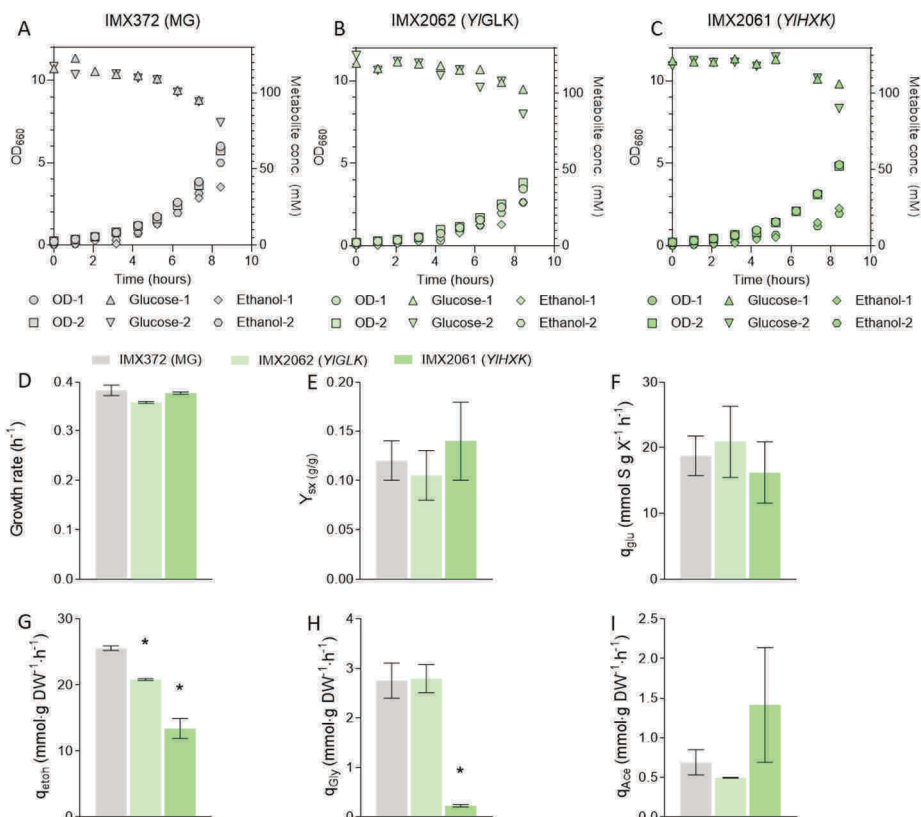 IMX372 (MG)
IMX2062 (YlGLK)
IMX2061 (YlHXK)
A
B
C
OD660
10
5
0
Metabolite conc. (mM)
100
50
0
0 2 4 6 8 10
Time (hours)
OD660
10
5
0
Metabolite conc. (mM)
100
50
0
0 2 4 6 8 10
Time (hours)
OD660
10
5
0
Metabolite conc. (mM)
100
50
0
0 2 4 6 8 10
Time (hours)
OD-1 Glucose-1 Ethanol-1
OD-2 Glucose-2 Ethanol-2
OD-1 Glucose-1 Ethanol-1
OD-2 Glucose-2 Ethanol-2
OD-1 Glucose-1 Ethanol-1
OD-2 Glucose-2 Ethanol-2
IMX372 (MG) IMX2062 (YlGLK) IMX2061 (YlHXK)
D
Growth rate (h-1)
0.4
0.3
0.2
0.1
0.0
E
Ysx (g/g)
0.20
0.15
0.10
0.05
0.00
F
qglu (mmol S g X-1 h-1)
30
20
10
0
G
qetoh (mmol·g DW-1·h-1)
30
20
10
0
* *
H
qGly (mmol·g DW-1·h-1)
4
3
2
1
0
*
I
qAce (mmol·g DW-1·h-1)
2.5
2.0
1.5
1.0
0.5
0.0